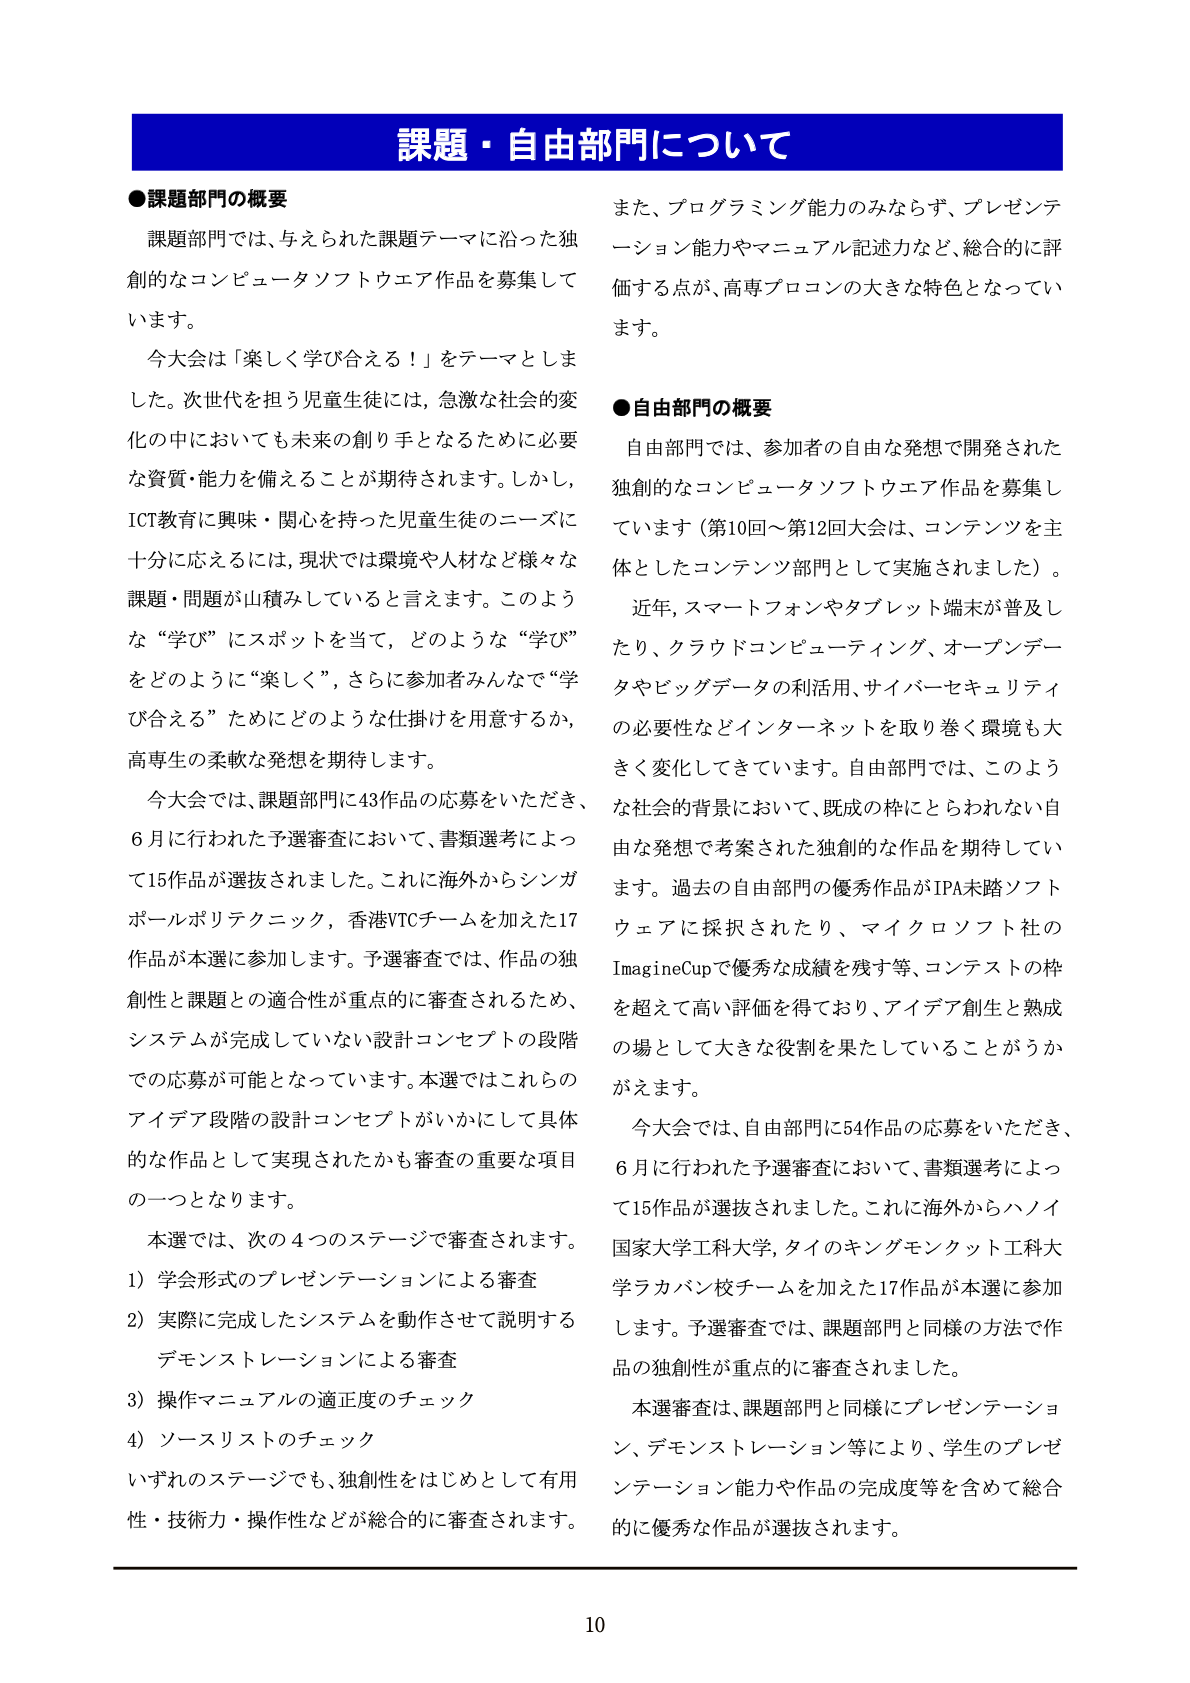 課題・自由部門について
●課題部門の概要
課題部門では、与えられた課題テーマに沿った独
創的なコンピュータソフトウエア作品を募集して
います。
今大会は「楽しく学び合える！」をテーマとしま
した。次世代を担う児童生徒には，急激な社会的変
化の中においても未来の創り手となるために必要
な資質・能力を備えることが期待されます。しかし，
ICT教育に興味・関心を持った児童生徒のニーズに
十分に応えるには，現状では環境や人材など様々な
課題・問題が山積みしていると言えます。このよう
な“学び”にスポットを当て，どのような“学び”
をどのように“楽しく”，さらに参加者みんなで“学
び合える”ためにどのような仕掛けを用意するか，
高専生の柔軟な発想を期待します。
今大会では、課題部門に43作品の応募をいただき、
６月に行われた予選審査において、書類選考によっ
て15作品が選抜されました。これに海外からシンガ
ポールポリテクニック，香港VTCチームを加えた17
作品が本選に参加します。予選審査では、作品の独
創性と課題との適合性が重点的に審査されるため、
システムが完成していない設計コンセプトの段階
での応募が可能となっています。本選ではこれらの
アイデア段階の設計コンセプトがいかにして具体
的な作品として実現されたかも審査の重要な項目
の一つとなります。
本選では、次の４つのステージで審査されます。
1) 学会形式のプレゼンテーションによる審査
2) 実際に完成したシステムを動作させて説明する
デモンストレーションによる審査
3) 操作マニュアルの適正度のチェック
4) ソースリストのチェック
いずれのステージでも、独創性をはじめとして有用
性・技術力・操作性などが総合的に審査されます。
また、プログラミング能力のみならず、プレゼンテ
ーション能力やマニュアル記述力など、総合的に評
価する点が、高専プロコンの大きな特色となってい
ます。
●自由部門の概要
自由部門では、参加者の自由な発想で開発された
独創的なコンピュータソフトウエア作品を募集し
ています（第10回～第12回大会は、コンテンツを主
体としたコンテンツ部門として実施されました）。
近年，スマートフォンやタブレット端末が普及し
たり、クラウドコンピューティング、オープンデー
タやビッグデータの利活用、サイバーセキュリティ
の必要性などインターネットを取り巻く環境も大
きく変化してきています。自由部門では、このよう
な社会的背景において、既成の枠にとらわれない自
由な発想で考案された独創的な作品を期待してい
ます。過去の自由部門の優秀作品がIPA未踏ソフト
ウェアに採択されたり、マイクロソフト社の
ImagineCupで優秀な成績を残す等、コンテストの枠
を超えて高い評価を得ており、アイデア創生と熟成
の場として大きな役割を果たしていることがうか
がえます。
今大会では、自由部門に54作品の応募をいただき、
６月に行われた予選審査において、書類選考によっ
て15作品が選抜されました。これに海外からハノイ
国家大学工科大学，タイのキングモンクット工科大
学ラカバン校チームを加えた17作品が本選に参加
します。予選審査では、課題部門と同様の方法で作
品の独創性が重点的に審査されました。
本選審査は、課題部門と同様にプレゼンテーショ
ン、デモンストレーション等により、学生のプレゼ
ンテーション能力や作品の完成度等を含めて総合
的に優秀な作品が選抜されます。
10